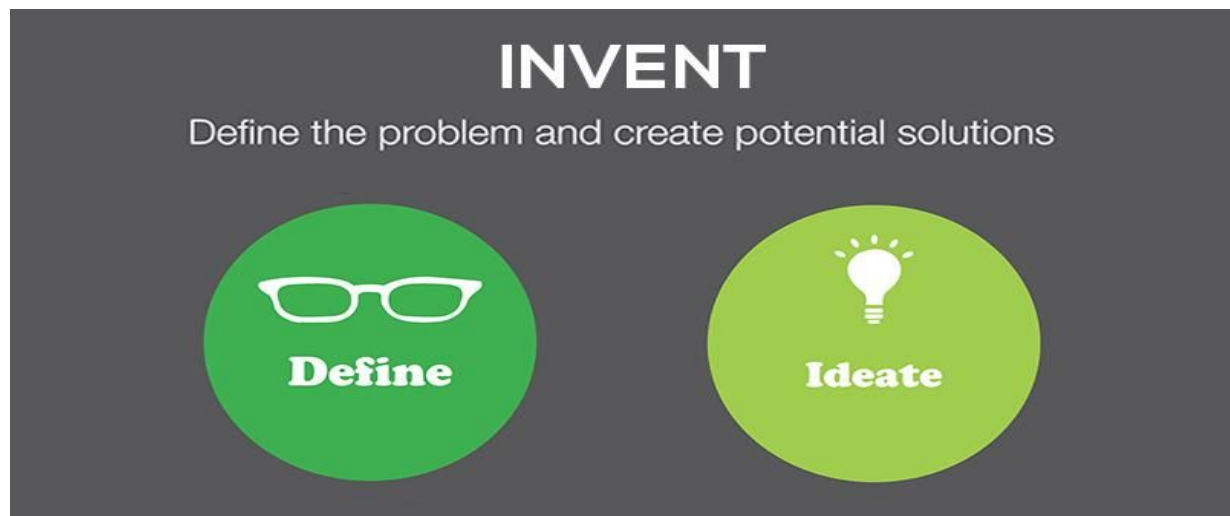 INVENT
Define the problem and create potential solutions
Define
Ideate